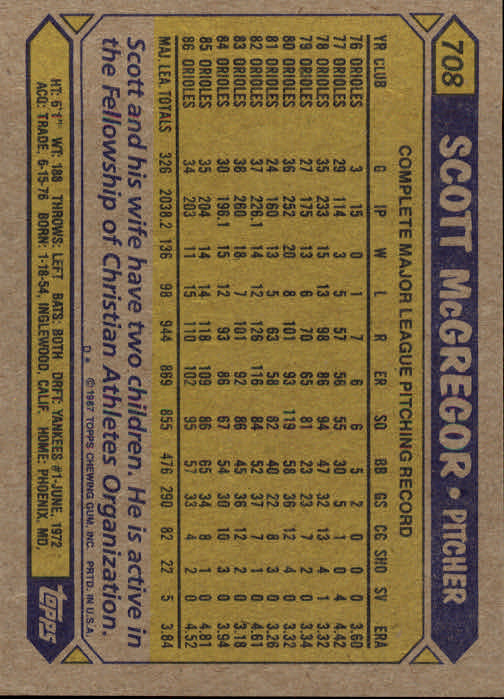 708 SCOTT McGREGOR • PITCHER
COMPLETE MAJOR LEAGUE PITCHING RECORD
YR CLUB G IP W L R ER SO BB GS CG SHO SV ERA
76 ORIOLES 3 15 0 1 7 6 6 5 2 0 0 0 3.60
77 ORIOLES 29 114 3 5 57 56 55 30 5 1 0 4 4.42
78 ORIOLES 35 233 15 13 98 86 94 47 32 13 4 1 3.32
79 ORIOLES 27 175 13 6 70 65 81 23 23 7 2 0 3.34
80 ORIOLES 36 252 20 8 101 93 119 58 36 12 4 0 3.32
81 ORIOLES 24 160 13 5 63 58 82 40 22 8 3 0 3.26
82 ORIOLES 37 226.1 14 12 126 116 84 52 37 7 1 0 4.61
83 ORIOLES 38 260 18 7 101 92 86 45 36 12 2 0 3.18
84 ORIOLES 30 196.1 15 12 93 86 67 54 30 10 3 0 3.94
85 ORIOLES 35 204 14 14 118 109 86 65 34 8 1 0 4.81
86 ORIOLES 34 203 11 15 110 102 95 57 33 4 2 0 4.52
MAJ. LEA. TOTALS 326 2038.2 136 98 944 869 855 476 290 82 22 5 3.84
Scott and his wife have two children. He is active in
the Fellowship of Christian Athletes Organization.
D * © 1987 TOPPS CHEWING GUM, INC. PRTD. IN U.S.A.
HT: 6'1" WT: 188 THROWS: LEFT BATS: BOTH DRFT: YANKEES #1-JUNE, 1972
ACQ: TRADE, 6-15-76 BORN: 1-18-54, INGLEWOOD, CALIF. HOME: PHOENIX, MD.
TOPPS